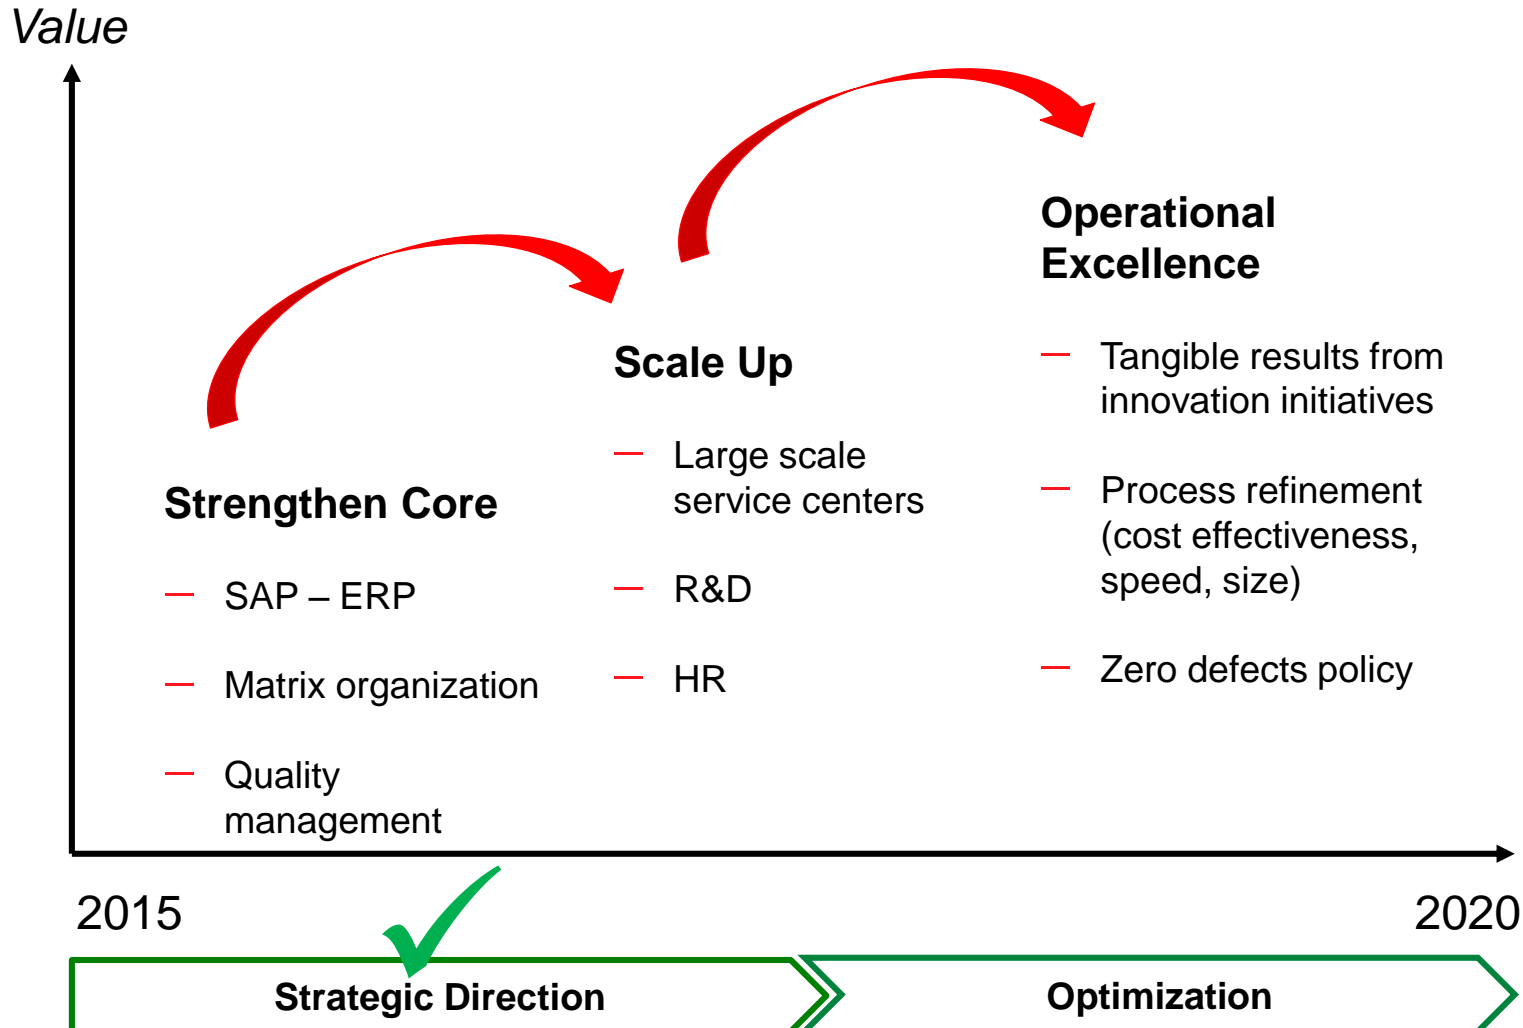 Value
Operational
Excellence
— Tangible results from
innovation initiatives
— Process refinement
(cost effectiveness,
speed, size)
— Zero defects policy
Scale Up
— Large scale
service centers
— R&D
— HR
Strengthen Core
— SAP – ERP
— Matrix organization
— Quality
management
2015
2020
Strategic Direction
Optimization